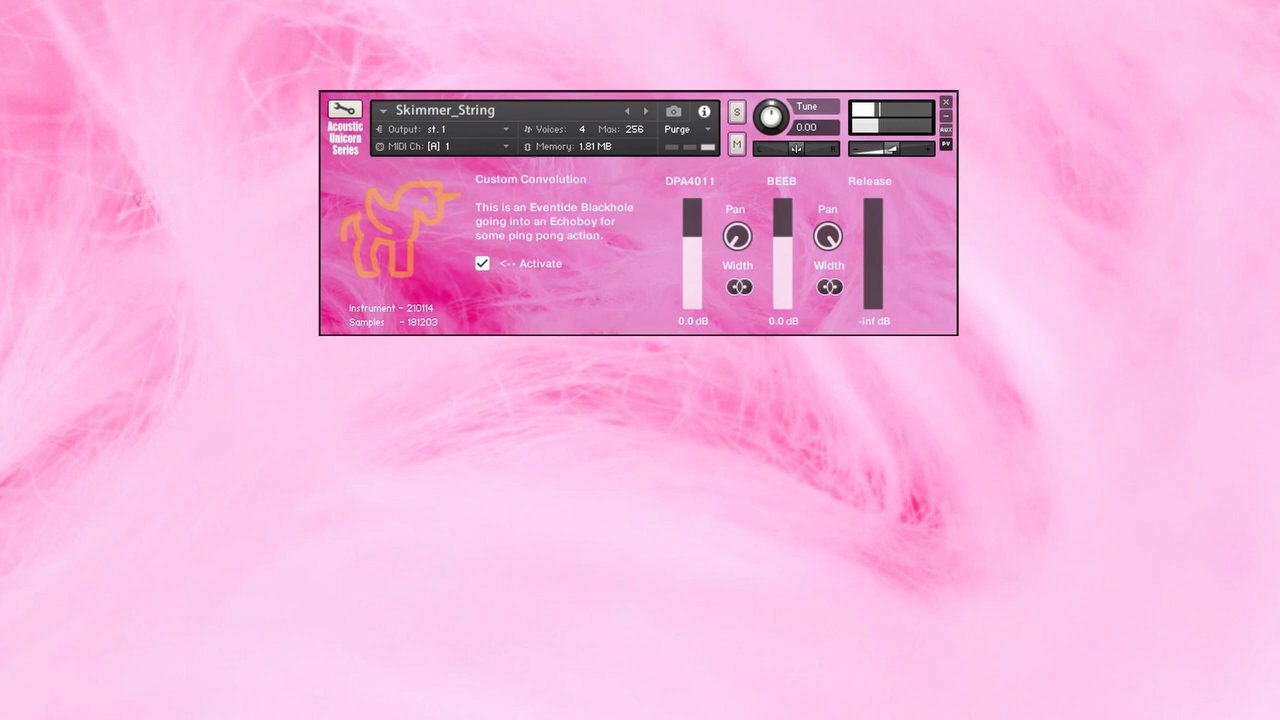 Skimmer_String
Output: st.1
Voices: 4 Max: 256
Purge
MIDI Ch: [A] 1
Memory: 1.81 MB
S
M
Tune
0.00
L R
- +
×
-
AUX
PV
Acoustic
Unicorn
Series
Custom Convolution
This is an Eventide Blackhole
going into an Echoboy for
some ping pong action.
<-- Activate
Instrument - 210114
Samples - 181203
DPA4011
BEEB
Release
Pan
Pan
Width
Width
0.0 dB
0.0 dB
-inf dB